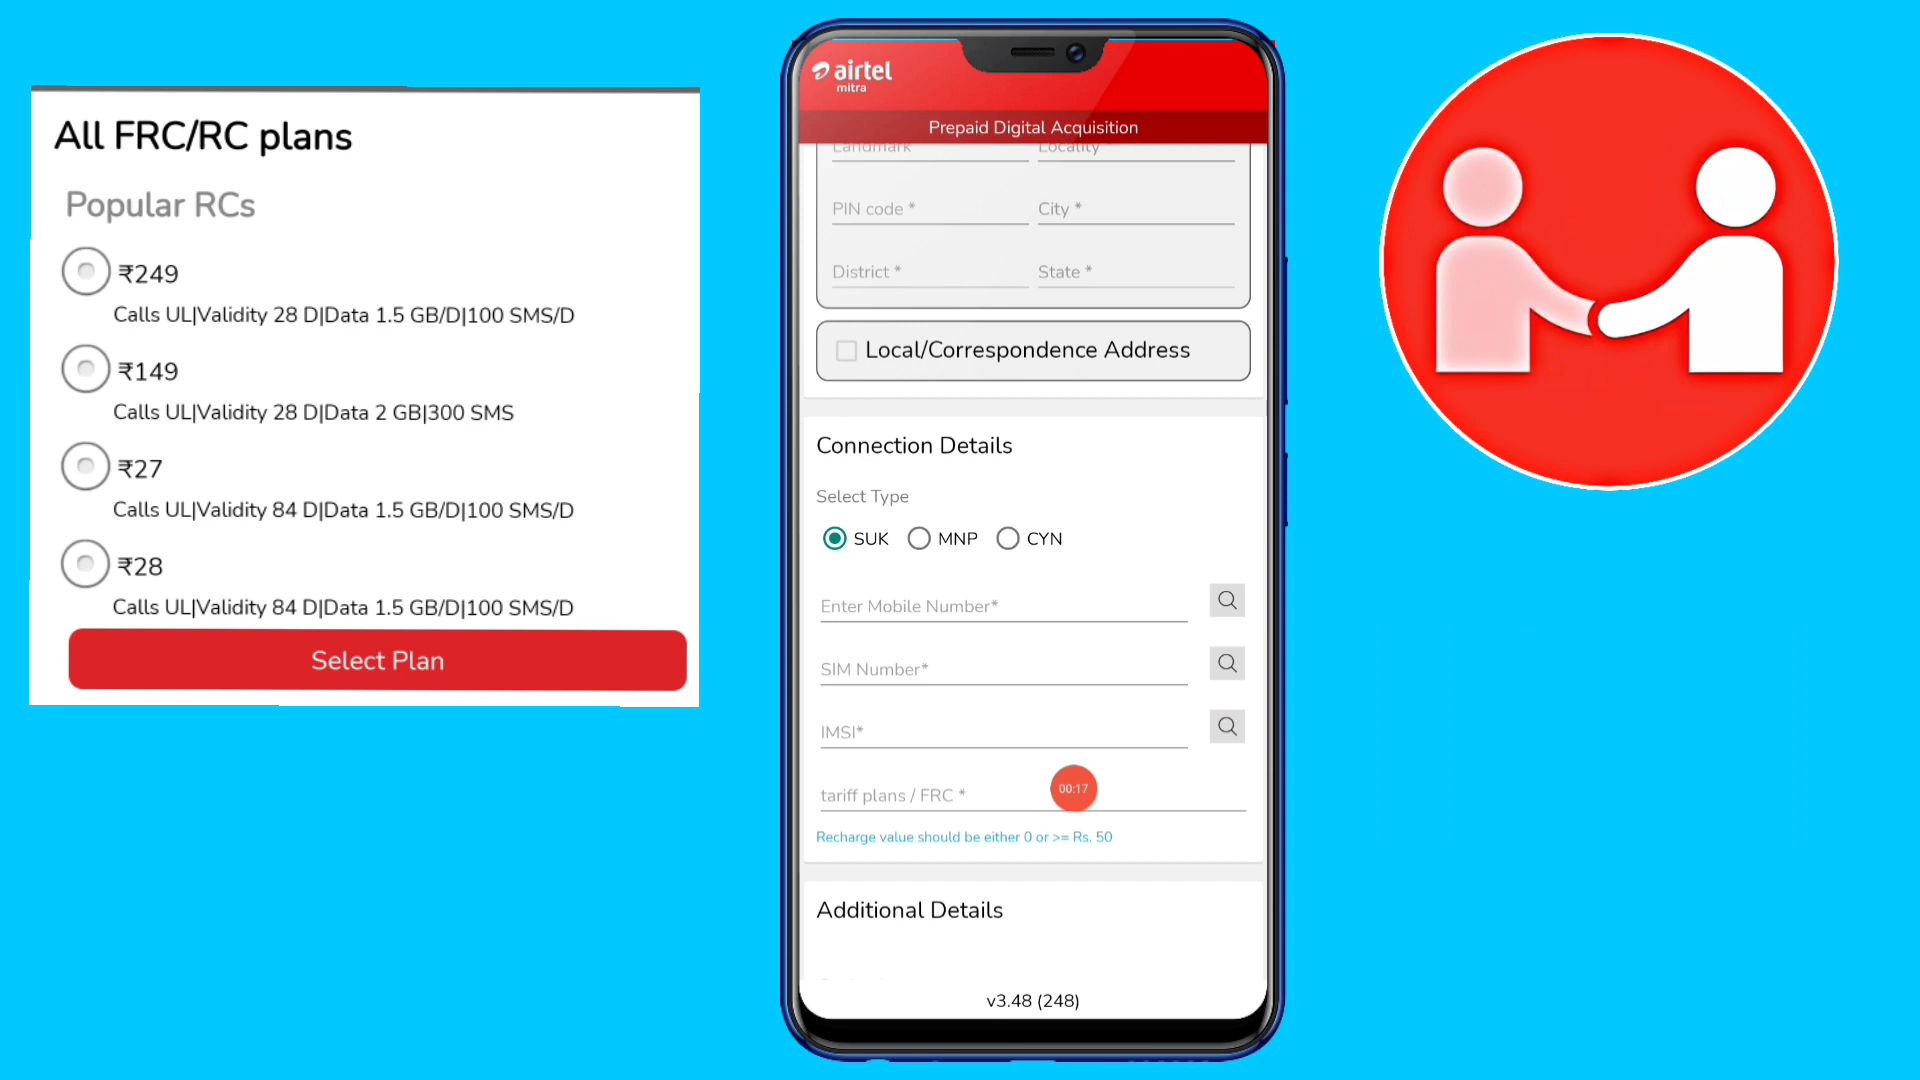 All FRC/RC plans
Popular RCs
₹249
Calls UL|Validity 28 D|Data 1.5 GB/D|100 SMS/D
₹149
Calls UL|Validity 28 D|Data 2 GB|300 SMS
₹27
Calls UL|Validity 84 D|Data 1.5 GB/D|100 SMS/D
₹28
Calls UL|Validity 84 D|Data 1.5 GB/D|100 SMS/D
Select Plan
airtel
mitra
Prepaid Digital Acquisition
Landmark Locality *
PIN code * City *
District * State *
Local/Correspondence Address
Connection Details
Select Type
SUK MNP CYN
Enter Mobile Number*
SIM Number*
IMSI*
tariff plans / FRC *
00:17
Recharge value should be either 0 or >= Rs. 50
Additional Details
v3.48 (248)